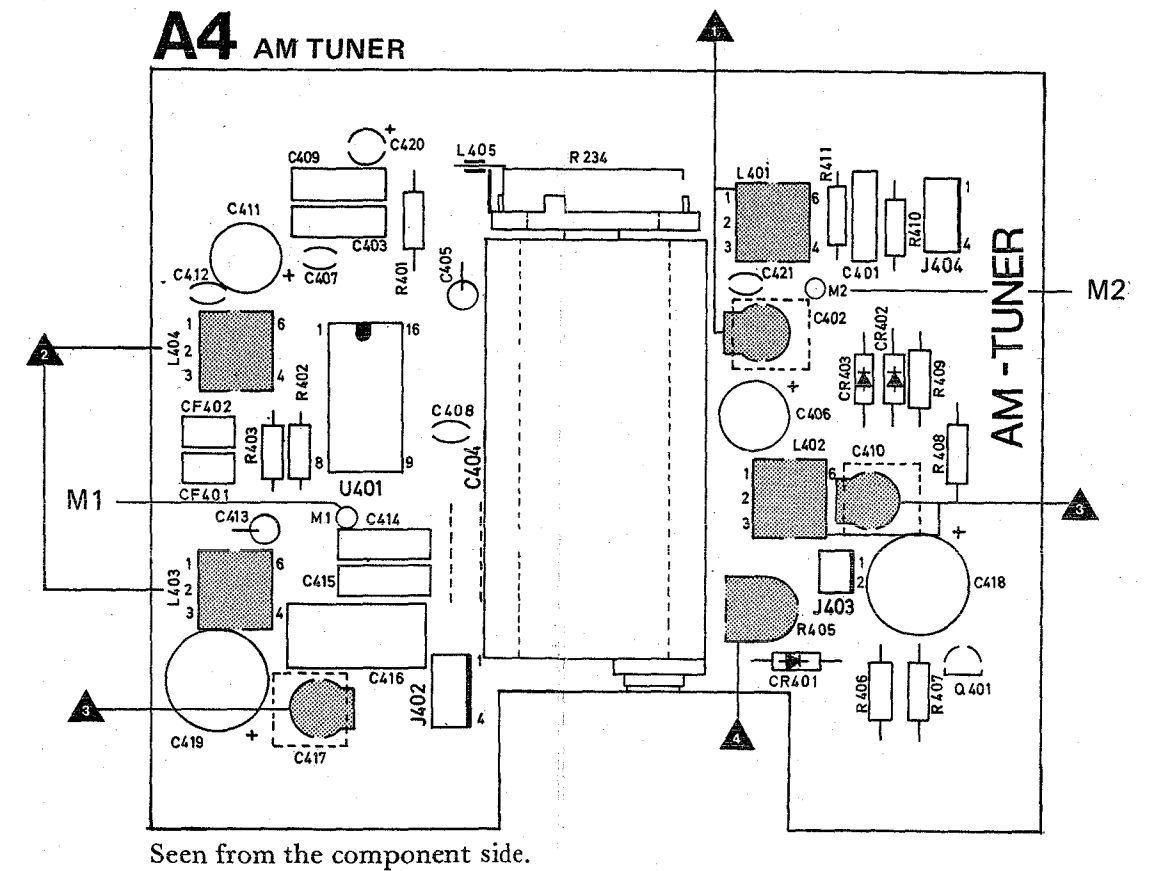 A4 AM TUNER
1
C420
C409
L405
R 234
R411
L401
1
1
6
C411
2
R410
C403
3
4
4
C412
C407
R401
C405
C421
C401
J404
M2
M2
AM-TUNER
1
6
1
16
C402
CR402
2
L404
2
3
4
R402
CR403
R409
CF402
C408
C406
R403
C404
L402
C410
R 408
8
9
1
6
CF401
U401
2
M1
3
C413
M1
C414
3
1
6
1
C415
2
C418
L403
2
J403
3
4
R405
1
CR401
C416
R406
R407
Q401
3
J402
4
4
C419
C417
Seen from the component side.